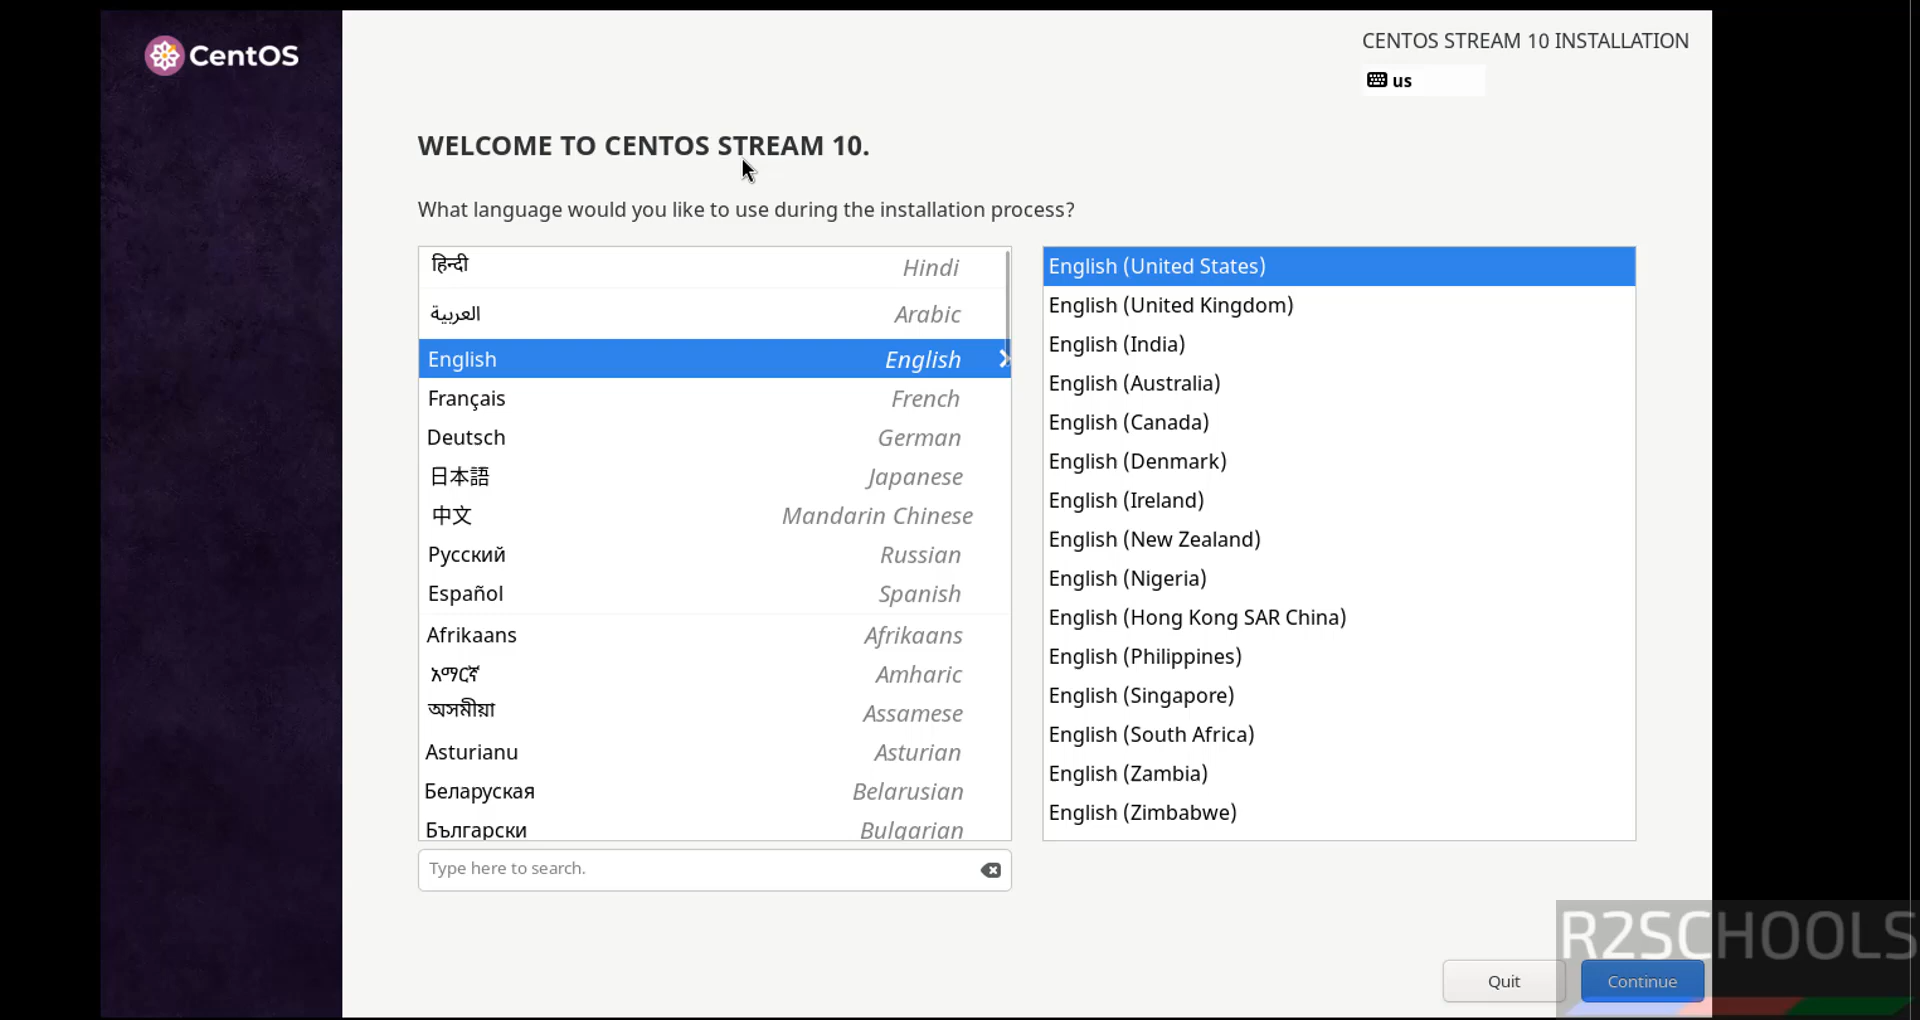 CentOS
CENTOS STREAM 10 INSTALLATION
us
WELCOME TO CENTOS STREAM 10.
What language would you like to use during the installation process?
हिन्दी Hindi
العربية Arabic
English English
Français French
Deutsch German
日本語 Japanese
中文 Mandarin Chinese
Русский Russian
Español Spanish
Afrikaans Afrikaans
አማርኛ Amharic
অসমীয়া Assamese
Asturianu Asturian
Беларуская Belarusian
Български Bulgarian
English (United States)
English (United Kingdom)
English (India)
English (Australia)
English (Canada)
English (Denmark)
English (Ireland)
English (New Zealand)
English (Nigeria)
English (Hong Kong SAR China)
English (Philippines)
English (Singapore)
English (South Africa)
English (Zambia)
English (Zimbabwe)
Type here to search.
R2SCHOOLS
Quit
Continue